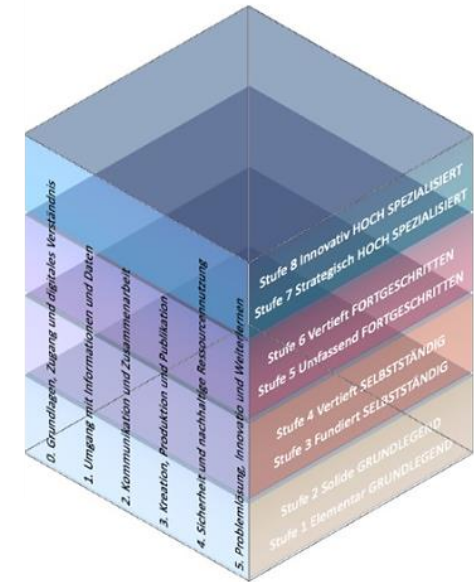 0. Grundlagen, Zugang und digitales Verständnis
1. Umgang mit Informationen und Daten
2. Kommunikation und Zusammenarbeit
3. Kreation, Produktion und Publikation
4. Sicherheit und nachhaltige Ressourcennutzung
5. Problemlösung, Innovatio und Weiterlernen
Stufe 8 Innovativ HOCH SPEZIALISIERT
Stufe 7 Strategisch HOCH SPEZIALISIERT
Stufe 6 Vertieft FORTGESCHRITTEN
Stufe 5 Umfassend FORTGESCHRITTEN
Stufe 4 Vertieft SELBSTSTÄNDIG
Stufe 3 Fundiert SELBSTSTÄNDIG
Stufe 2 Solide GRUNDLEGEND
Stufe 1 Elementar GRUNDLEGEND